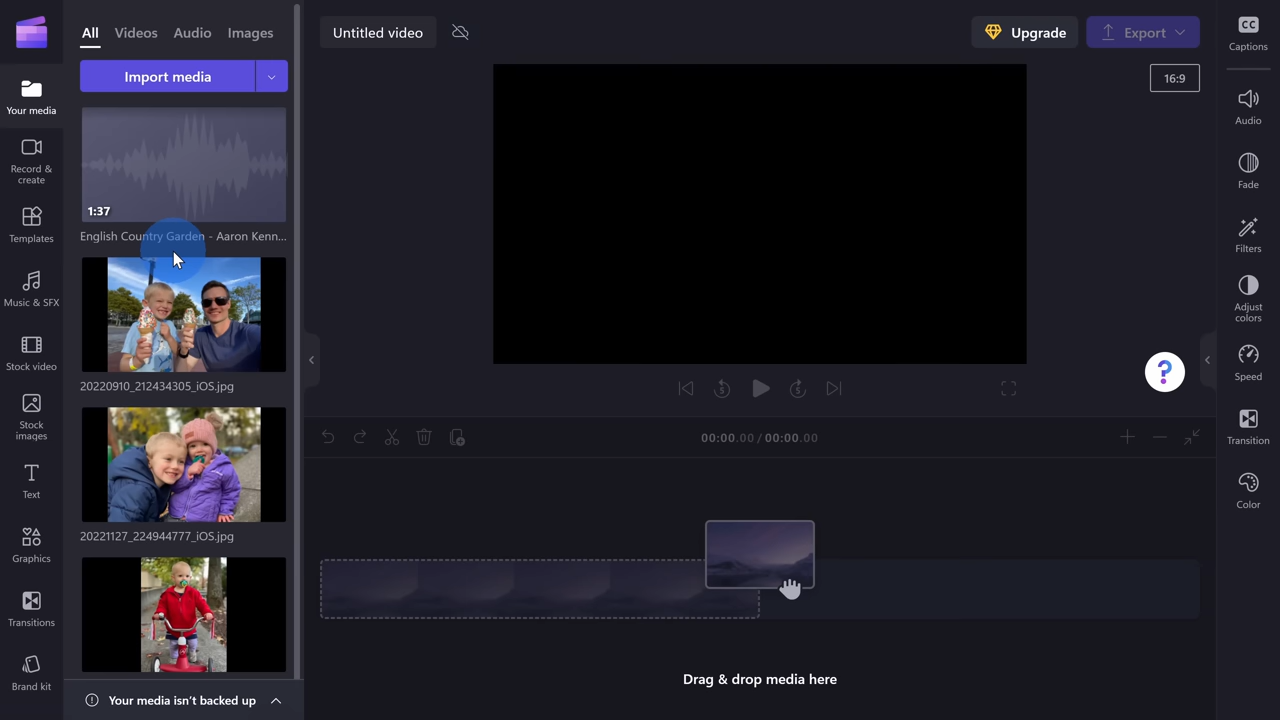 All Videos Audio Images
Import media
Your media
Record & create
Templates
Music & SFX
Stock video
Stock images
Text
Graphics
Transitions
Brand kit
1:37
English Country Garden - Aaron Kenn...
20220910_212434305_iOS.jpg
20221127_224944777_iOS.jpg
Your media isn't backed up
Untitled video
Upgrade
Export
16:9
5
5
?
00:00.00 / 00:00.00
Drag & drop media here
CC
Captions
Audio
Fade
Filters
Adjust colors
Speed
Transition
Color